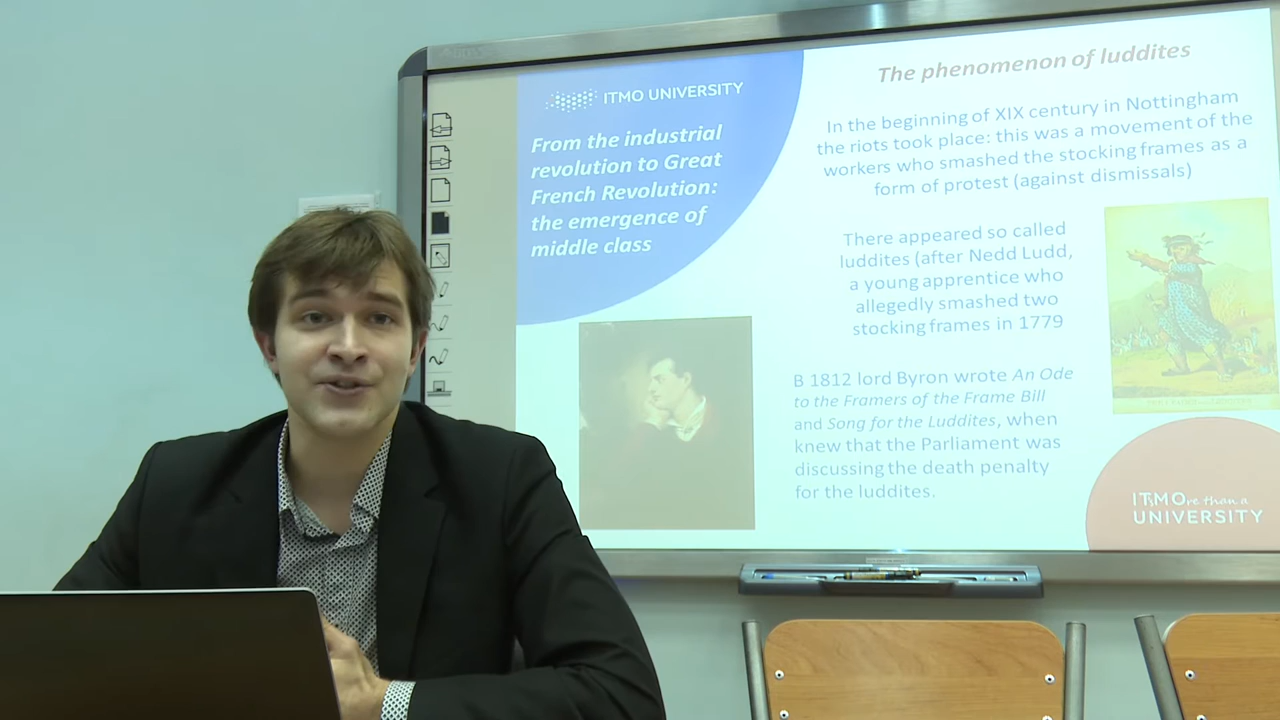 ITMO UNIVERSITY
From the industrial
revolution to Great
French Revolution:
the emergence of
middle class
The phenomenon of luddites
In the beginning of XIX century in Nottingham
the riots took place: this was a movement of the
workers who smashed the stocking frames as a
form of protest (against dismissals)
There appeared so called
luddites (after Nedd Ludd,
a young apprentice who
allegedly smashed two
stocking frames in 1779
В 1812 lord Byron wrote An Ode
to the Framers of the Frame Bill
and Song for the Luddites, when
knew that the Parliament was
discussing the death penalty
for the luddites.
ITsMOre than a
UNIVERSITY